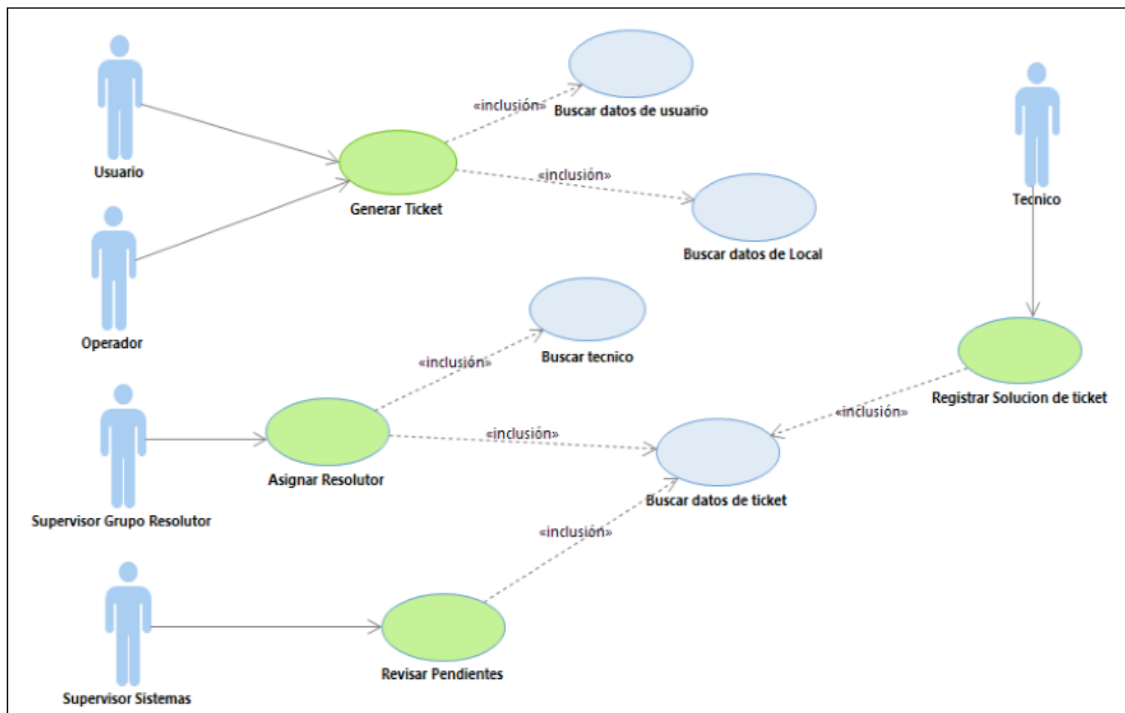 «inclusión»
Buscar datos de usuario
Usuario
«inclusión»
Generar Ticket
Tecnico
Buscar datos de Local
Operador
Buscar tecnico
«inclusión»
Registrar Solucion de ticket
«inclusión»
«inclusión»
Asignar Resolutor
Buscar datos de ticket
Supervisor Grupo Resolutor
«inclusión»
Revisar Pendientes
Supervisor Sistemas